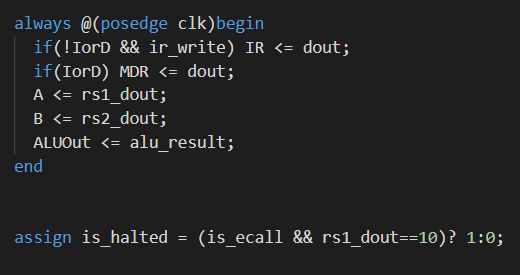 always @(posedge clk)begin
if(!IorD && ir_write) IR <= dout;
if(IorD) MDR <= dout;
A <= rs1_dout;
B <= rs2_dout;
ALUOut <= alu_result;
end
assign is_halted = (is_ecall && rs1_dout==10)? 1:0;